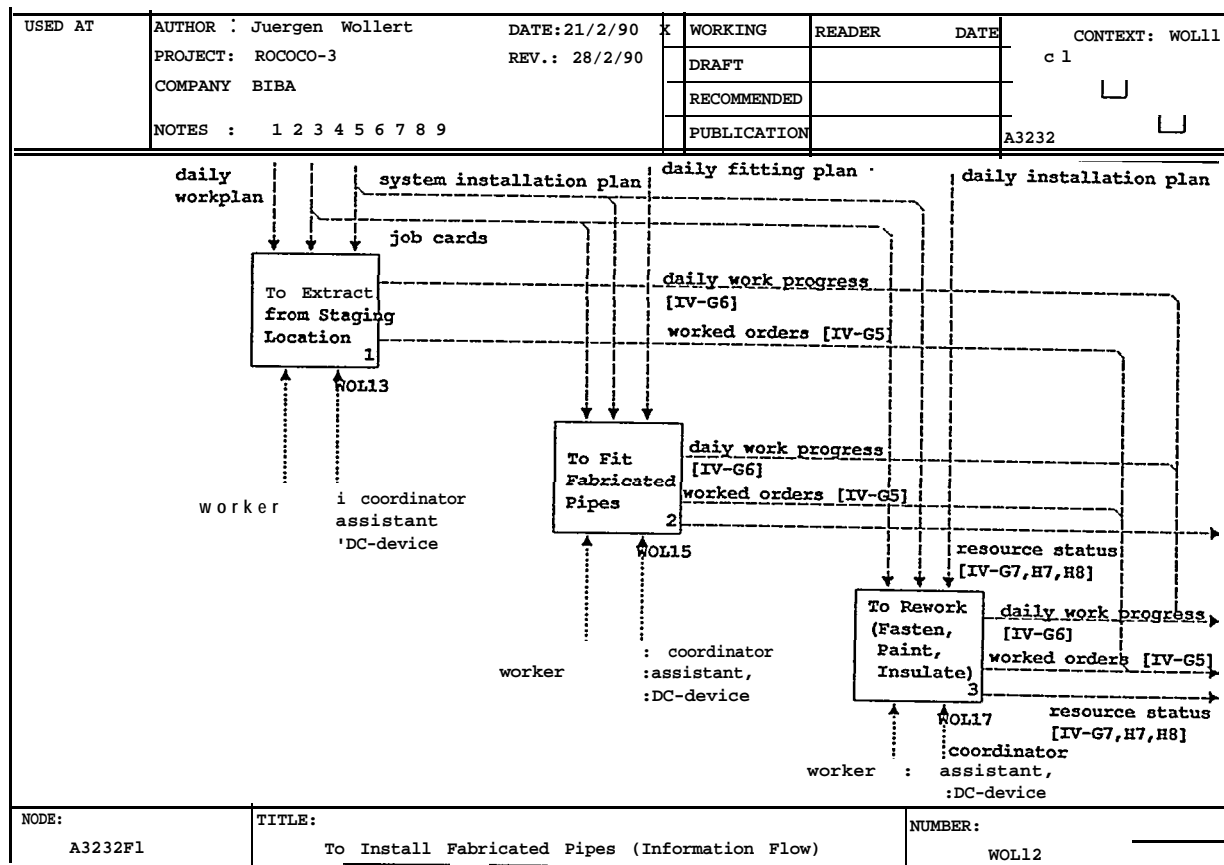 USED AT
AUTHOR : Juergen Wollert
DATE:21/2/90
X
WORKING
READER
DATE
CONTEXT: WOL11
PROJECT: ROCOCO-3
REV.: 28/2/90
DRAFT
c l
COMPANY BIBA
RECOMMENDED
NOTES : 1 2 3 4 5 6 7 8 9
PUBLICATION
A3232
daily
workplan
system installation plan
daily fitting plan
daily installation plan
job cards
To Extract
from Staging
Location
1
WOL13
daily work progress
[IV-G6]
worked orders [IV-G5]
worker
i coordinator
assistant
'DC-device
To Fit
Fabricated
Pipes
2
WOL15
daiy work progress
[IV-G6]
worked orders [IV-G5]
resource status
[IV-G7,H7,H8]
worker
: coordinator
:assistant,
:DC-device
To Rework
(Fasten,
Paint,
Insulate)
3
WOL17
daily work progress
[IV-G6]
worked orders [IV-G5]
resource status
[IV-G7,H7,H8]
worker
:coordinator
: assistant,
:DC-device
NODE:
A3232F1
TITLE:
To Install Fabricated Pipes (Information Flow)
NUMBER:
WOL12